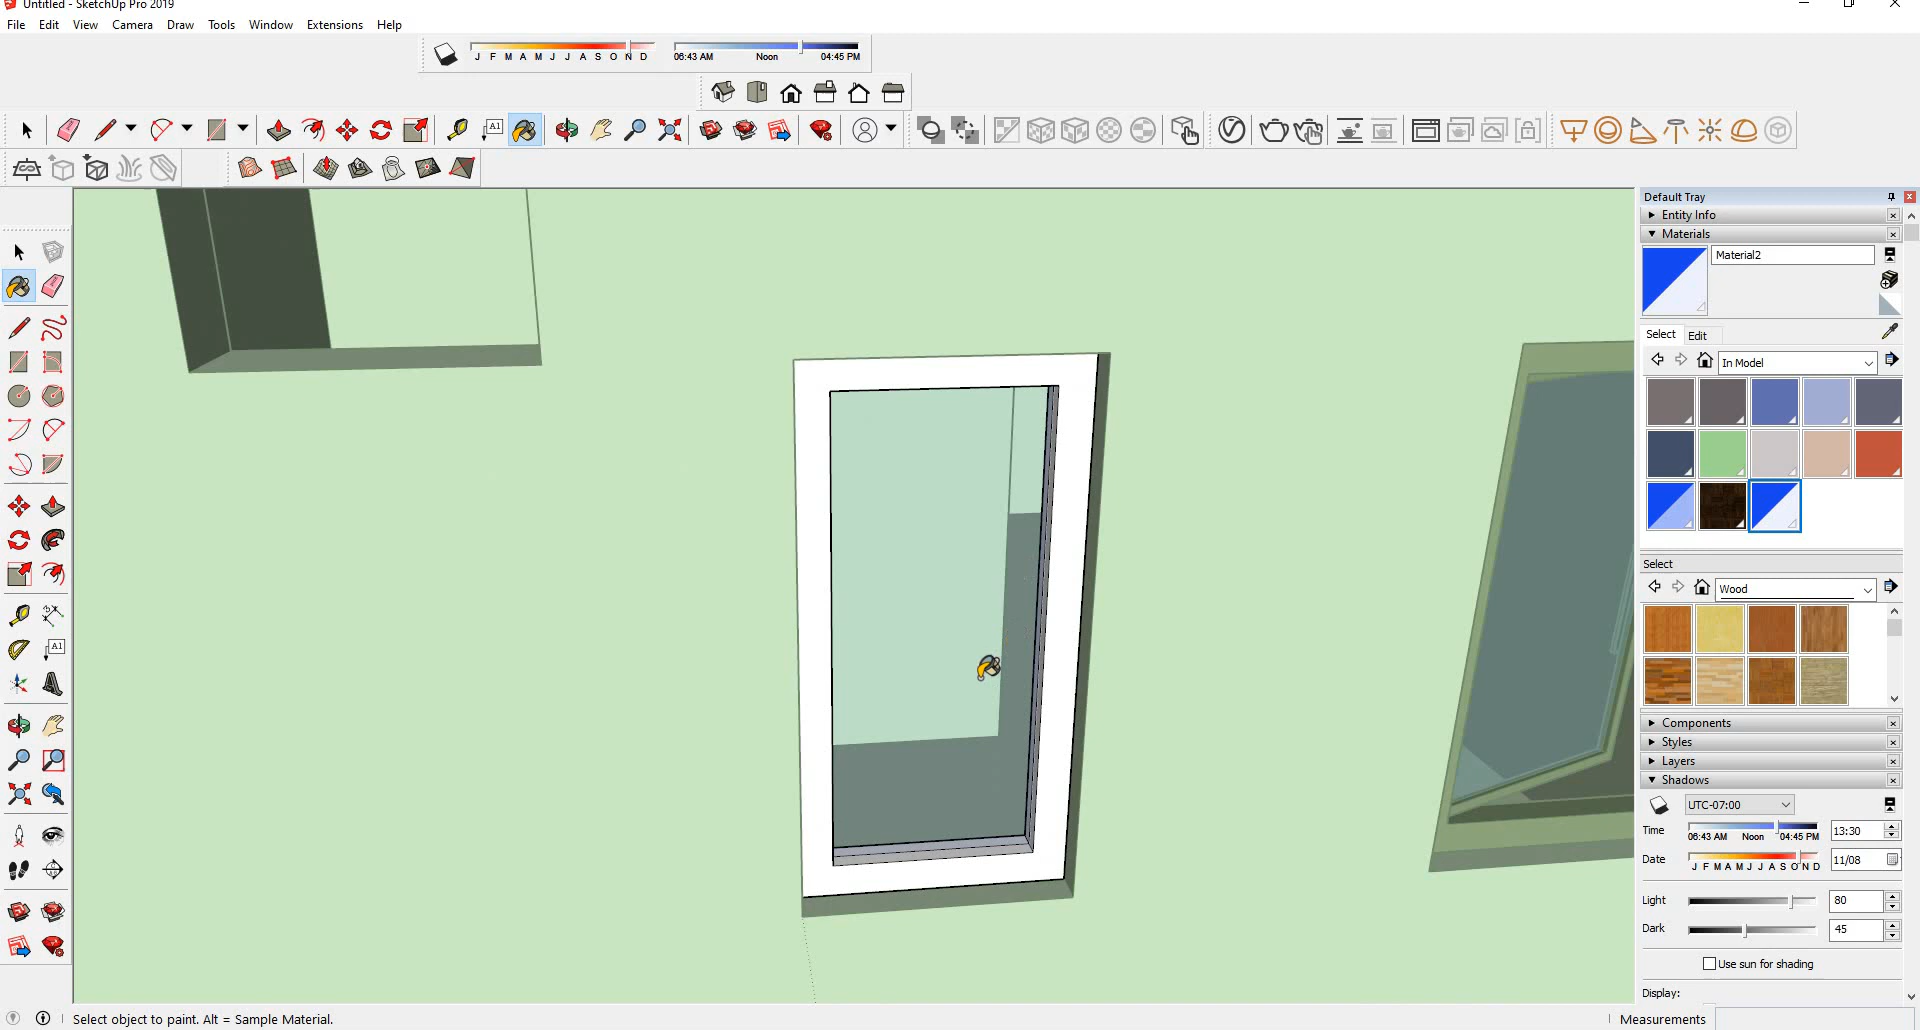 Untitled - SketchUp Pro 2019
File Edit View Camera Draw Tools Window Extensions Help
J F M A M J J A S O N D 06:43 AM Noon 04:45 PM
A1
Default Tray
Entity Info
Materials
Material2
Select Edit
In Model
Select
Wood
A1
Components
Styles
Layers
Shadows
UTC-07:00
Time 06:43 AM Noon 04:45 PM 13:30
Date J F M A M J J A S O N D 11/08
Light 80
Dark 45
Use sun for shading
Display:
Select object to paint. Alt = Sample Material.
Measurements